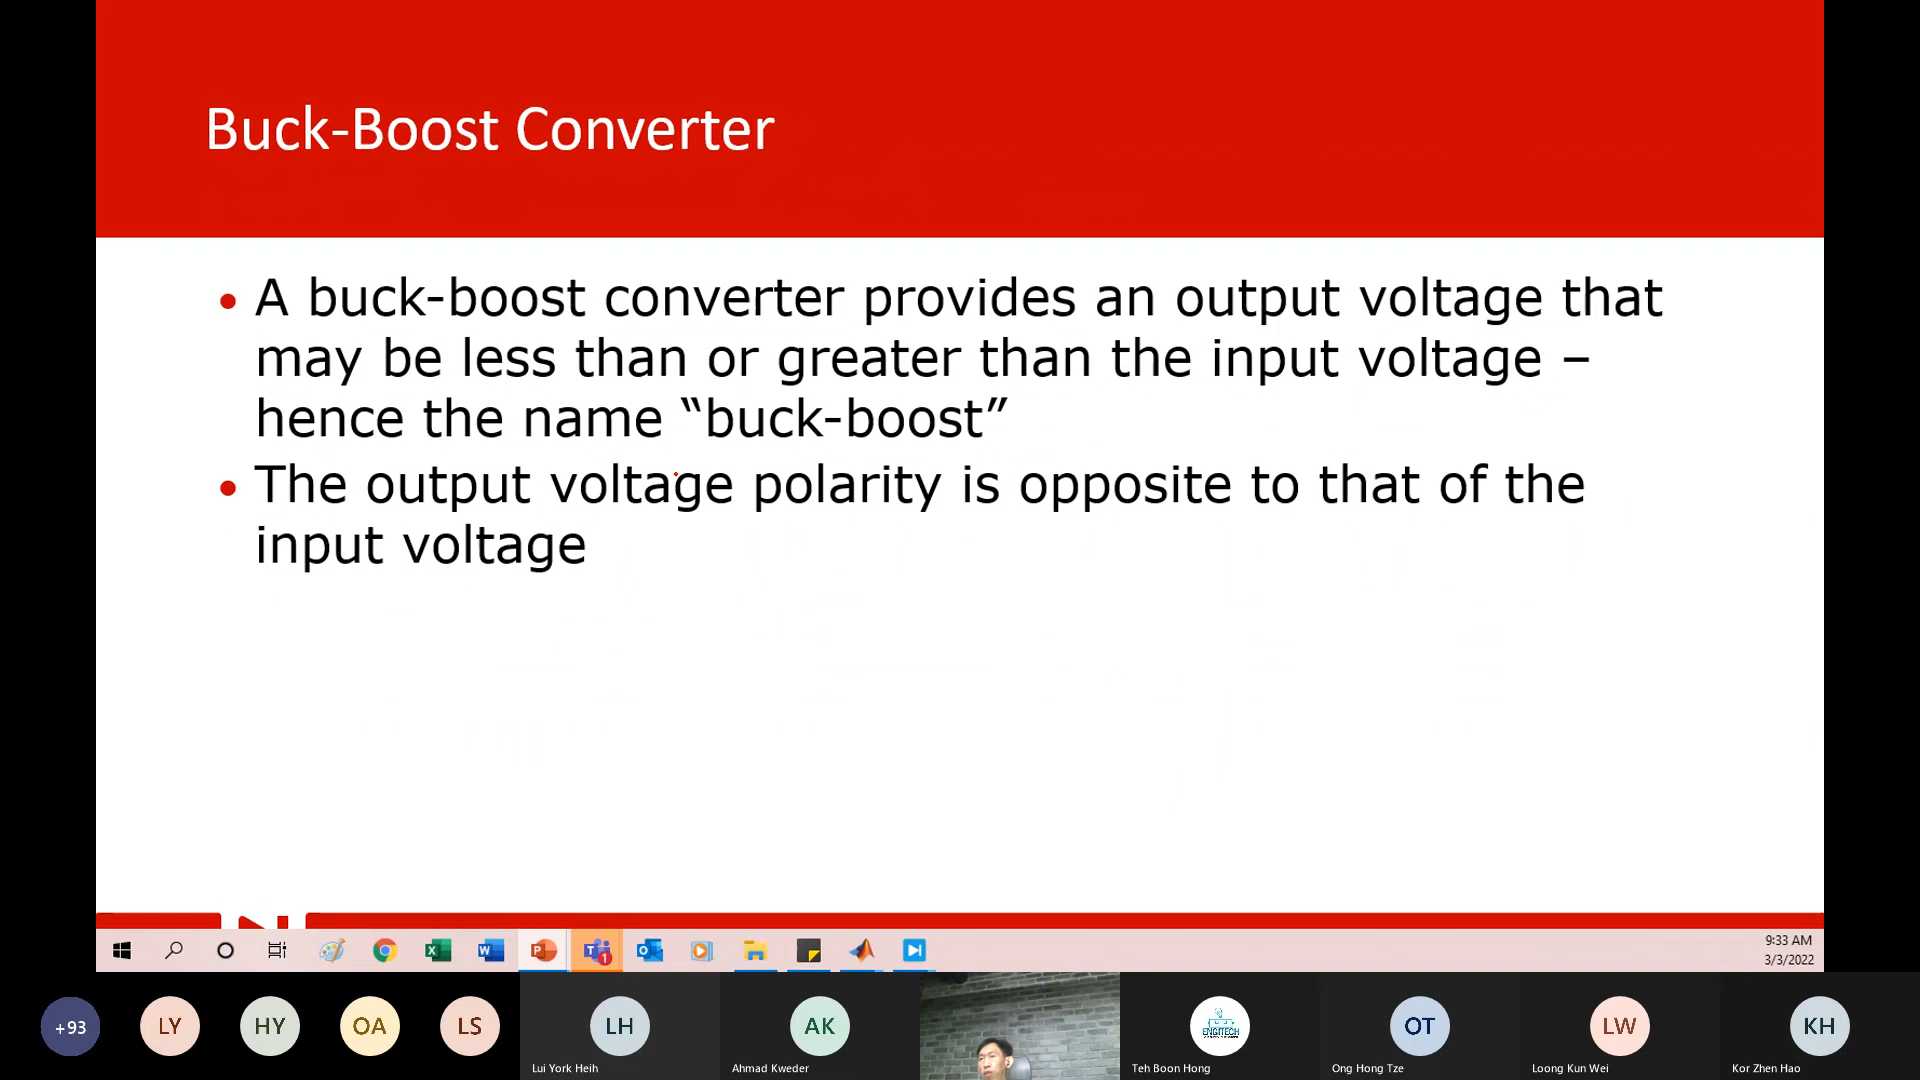 Buck-Boost Converter
• A buck-boost converter provides an output voltage that
may be less than or greater than the input voltage –
hence the name “buck-boost”
• The output voltage polarity is opposite to that of the
input voltage
9:33 AM
3/3/2022
+93
LY
HY
OA
LS
LH
Lui York Heih
AK
Ahmad Kweder
ENGITECH
Teh Boon Hong
OT
Ong Hong Tze
LW
Loong Kun Wei
KH
Kor Zhen Hao